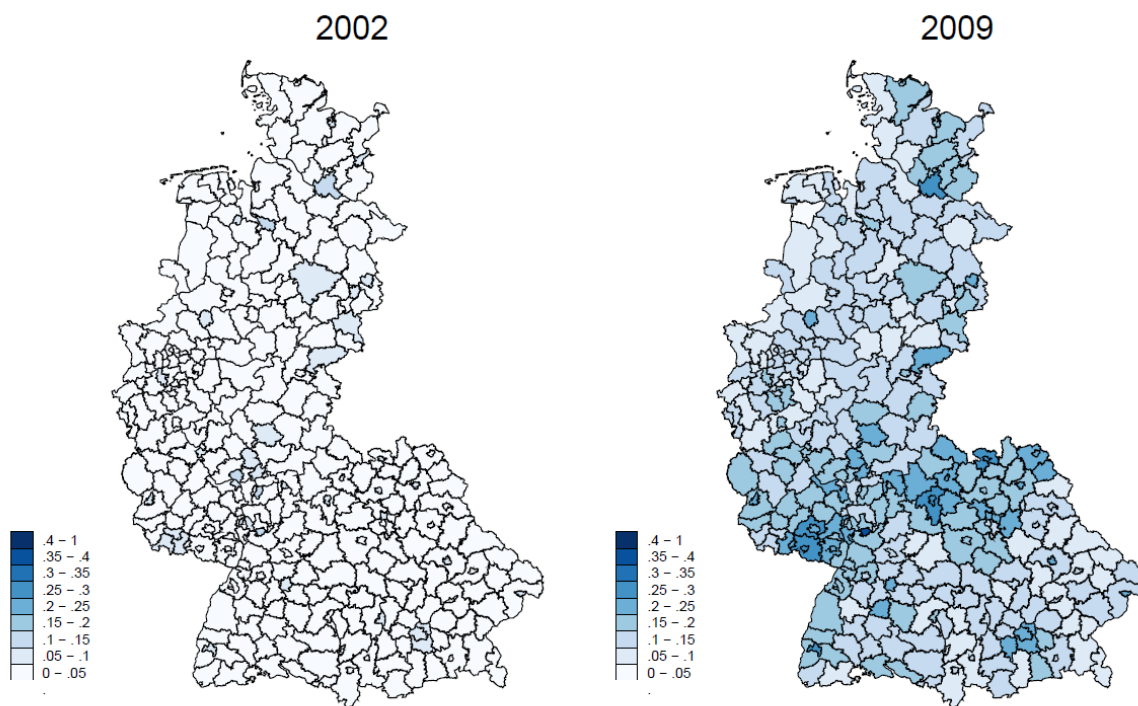 2002
2009
.4 − 1
.35 − .4
.3 − .35
.25 − .3
.2 − .25
.15 − .2
.1 − .15
.05 − .1
0 − .05
.
.4 − 1
.35 − .4
.3 − .35
.25 − .3
.2 − .25
.15 − .2
.1 − .15
.05 − .1
0 − .05
.